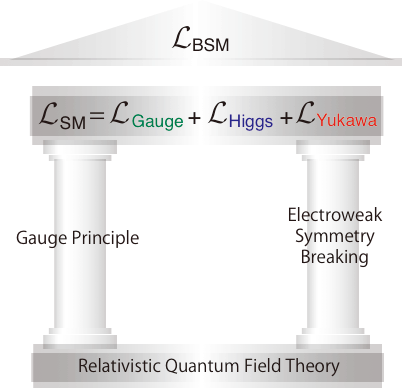 ℒBSM
ℒSM = ℒGauge + ℒHiggs + ℒYukawa
Gauge Principle
Electroweak
Symmetry
Breaking
Relativistic Quantum Field Theory